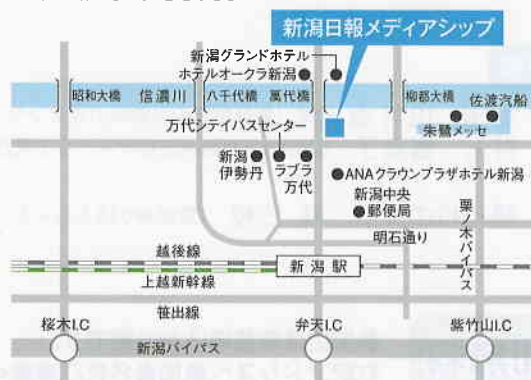 新潟日報メディアシップ
新潟グランドホテル
ホテルオークラ新潟
昭和大橋
信濃川
八千代橋
萬代橋
柳都大橋
佐渡汽船
朱鷺メッセ
万代シテイバスセンター
新潟
伊勢丹
ラブラ
万代
ANAクラウンプラザホテル新潟
新潟中央
郵便局
明石通り
栗ノ木バイパス
越後線
新潟駅
上越新幹線
笹出線
桜木I.C
弁天I.C
紫竹山I.C
新潟バイパス